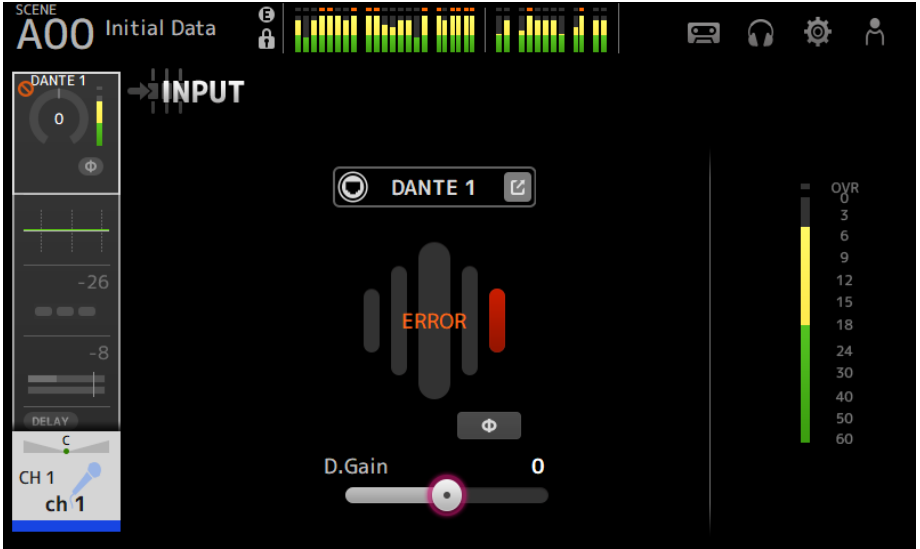 SCENE
A00 Initial Data
E
DANTE 1
0
Φ
-26
-8
DELAY
C
CH 1
ch 1
INPUT
DANTE 1
ERROR
Φ
D.Gain 0
OVR
0
3
6
9
12
15
18
24
30
40
50
60